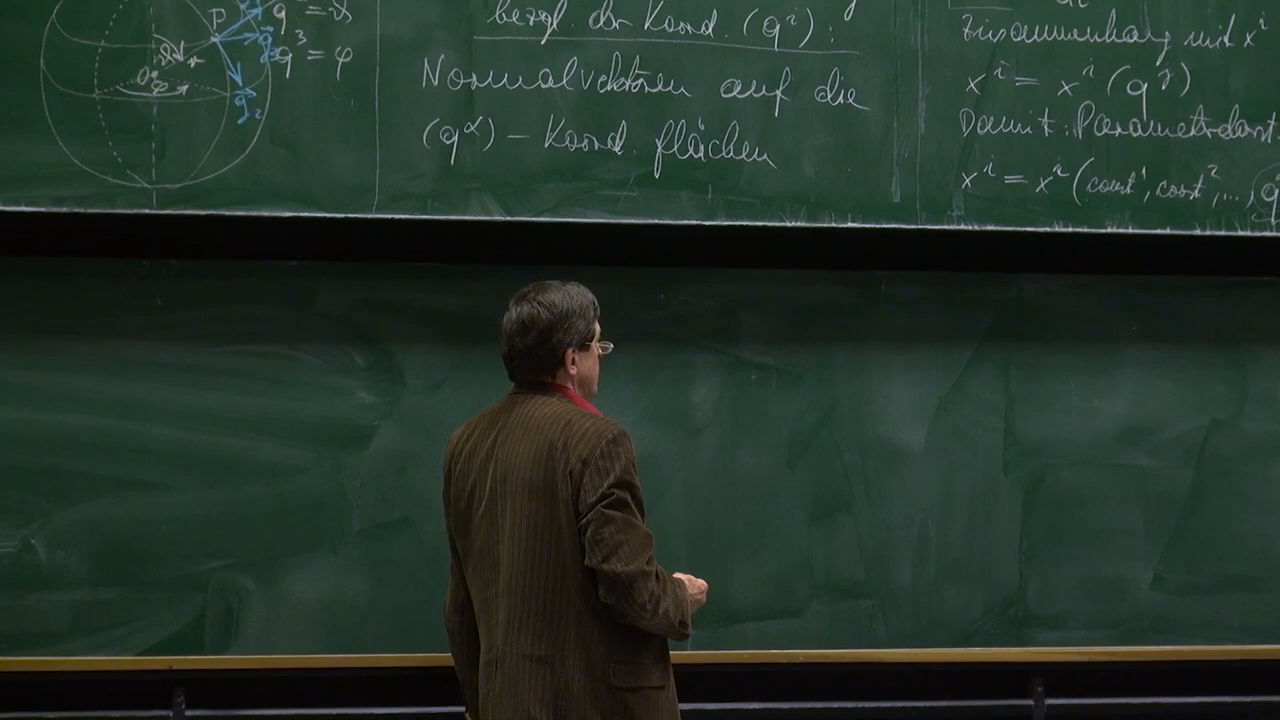 P
= ϑ
q³ = φ
g₂
bezgl. der Koord. (qⁱ):
Normalvektoren auf die
(q^α) – Koord. flächen
Zusammenhang mit xⁱ
xⁱ = xⁱ (qʲ)
Damit: Parameterdarst.
xⁱ = xⁱ (const¹, const², ...,